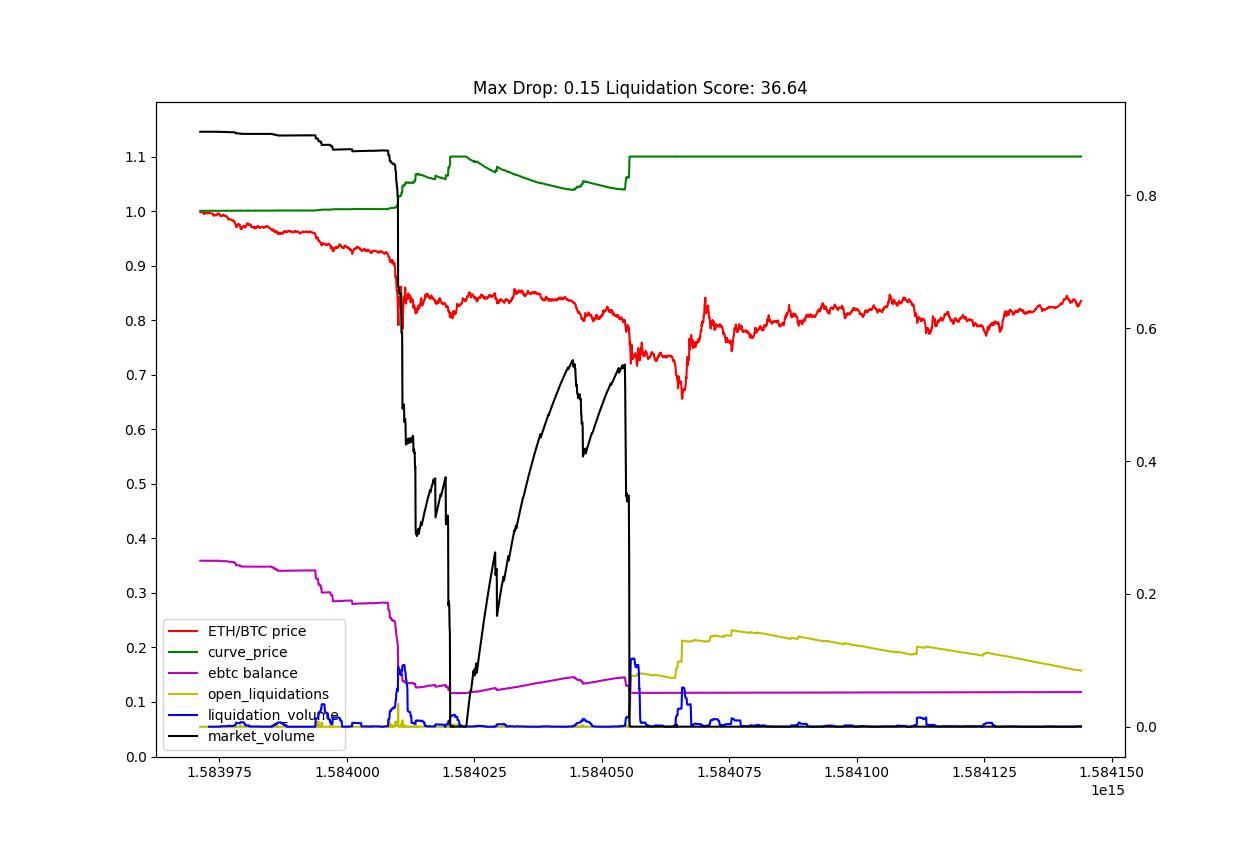 Max Drop: 0.15 Liquidation Score: 36.64
1.1
1.0
0.9
0.8
0.7
0.6
0.5
0.4
0.3
0.2
0.1
0.0
0.8
0.6
0.4
0.2
0.0
ETH/BTC price
curve_price
ebtc balance
open_liquidations
liquidation_volume
market_volume
1.583975 1.584000 1.584025 1.584050 1.584075 1.584100 1.584125 1.584150
1e15